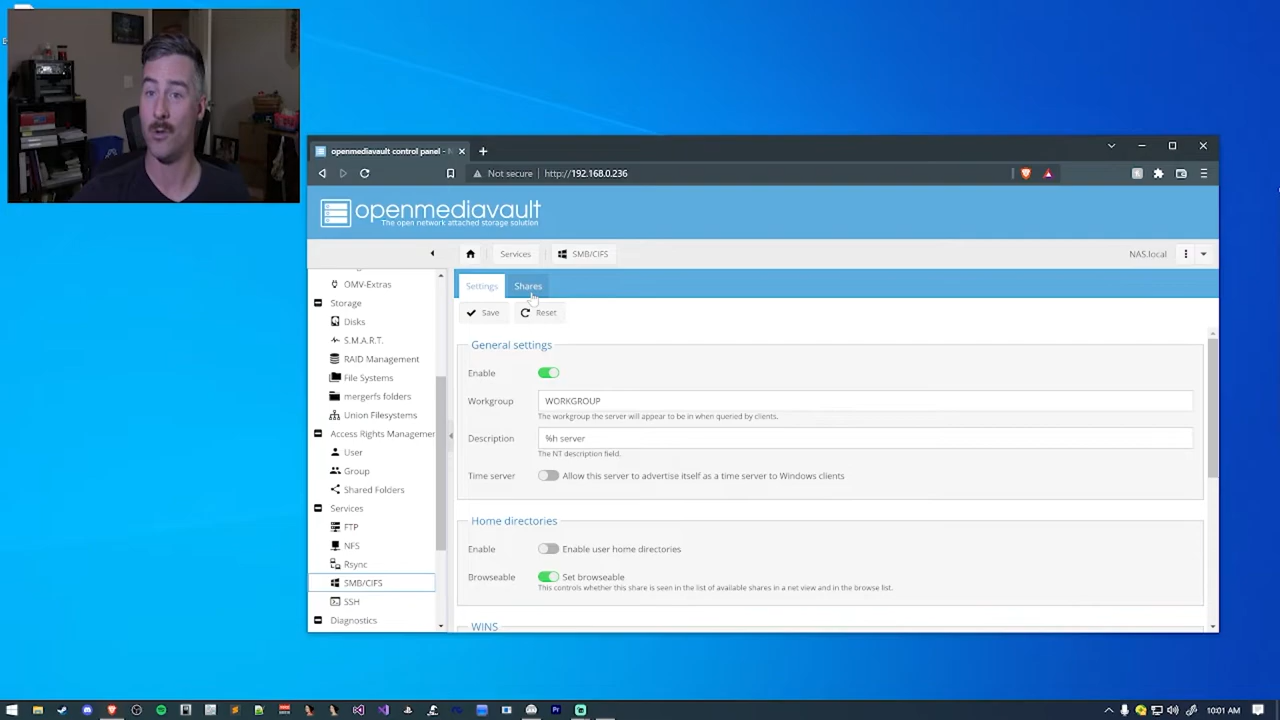 openmediavault control panel - N
Not secure
http://192.168.0.236
openmediavault
The open network attached storage solution
Services
SMB/CIFS
NAS.local
OMV-Extras
Storage
Disks
S.M.A.R.T.
RAID Management
File Systems
mergerfs folders
Union Filesystems
Access Rights Managemer
User
Group
Shared Folders
Services
FTP
NFS
Rsync
SMB/CIFS
SSH
Diagnostics
Settings
Shares
Save
Reset
General settings
Enable
Workgroup
WORKGROUP
The workgroup the server will appear to be in when queried by clients.
Description
%h server
The NT description field.
Time server
Allow this server to advertise itself as a time server to Windows clients
Home directories
Enable
Enable user home directories
Browseable
Set browseable
This controls whether this share is seen in the list of available shares in a net view and in the browse list.
WINS
10:01 AM